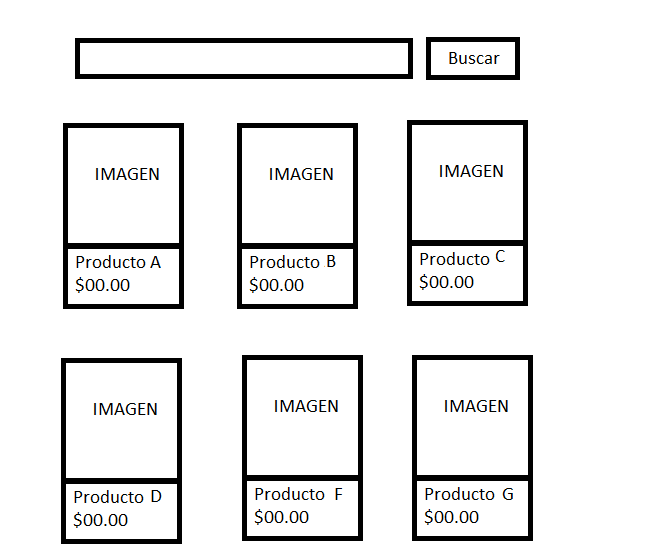 Buscar
IMAGEN
IMAGEN
IMAGEN
Producto A
$00.00
Producto B
$00.00
Producto C
$00.00
IMAGEN
IMAGEN
IMAGEN
Producto D
$00.00
Producto F
$00.00
Producto G
$00.00